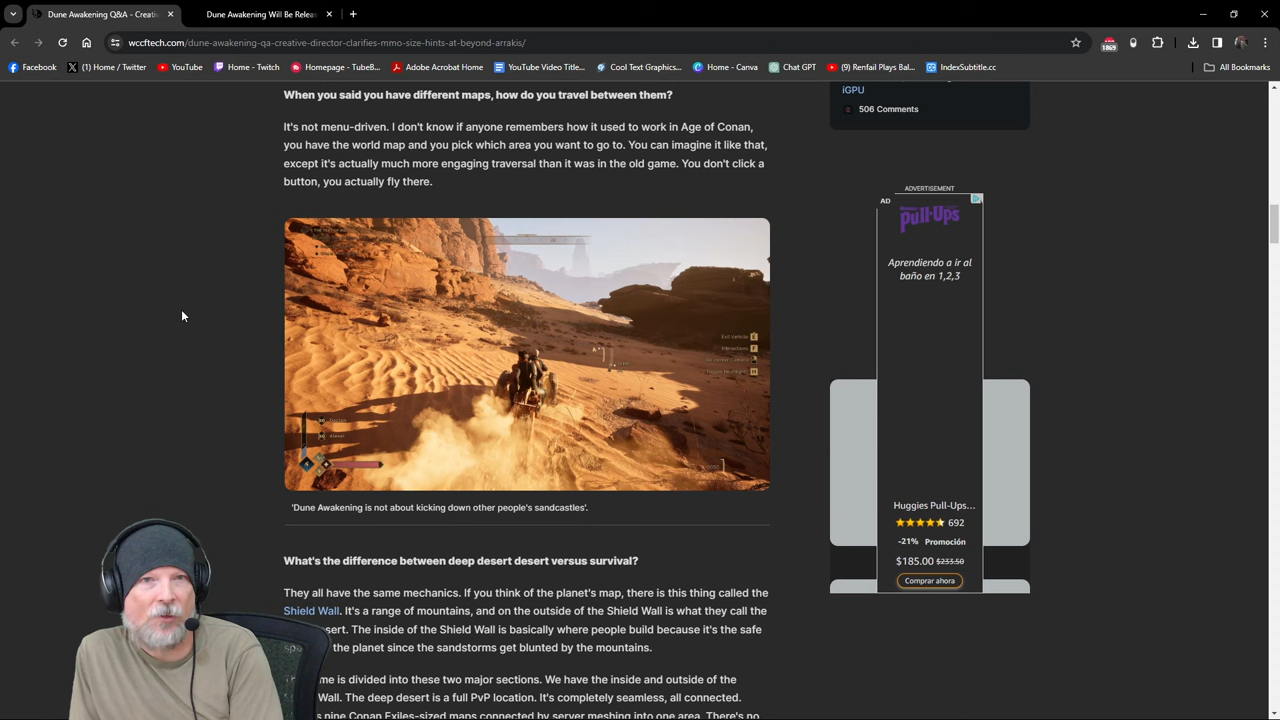 Dune Awakening Q&A - Creativ
Dune Awakening Will Be Relea
wccftech.com/dune-awakening-qa-creative-director-clarifies-mmo-size-hints-at-beyond-arrakis/
1869
Facebook
(1) Home / Twitter
YouTube
Home - Twitch
Homepage - TubeB...
Adobe Acrobat Home
YouTube Video Title...
Cool Text Graphics...
Home - Canva
Chat GPT
(9) Renfail Plays Bal...
IndexSubtitle.cc
All Bookmarks
When you said you have different maps, how do you travel between them?
It's not menu-driven. I don't know if anyone remembers how it used to work in Age of Conan,
you have the world map and you pick which area you want to go to. You can imagine it like that,
except it's actually much more engaging traversal than it was in the old game. You don't click a
button, you actually fly there.
Exit Vehicle E
Interactions F
'Dune Awakening is not about kicking down other people's sandcastles'.
What's the difference between deep desert desert versus survival?
They all have the same mechanics. If you think of the planet's map, there is this thing called the
Shield Wall. It's a range of mountains, and on the outside of the Shield Wall is what they call the
sert. The inside of the Shield Wall is basically where people build because it's the safe
the planet since the sandstorms get blunted by the mountains.
me is divided into these two major sections. We have the inside and outside of the
Wall. The deep desert is a full PvP location. It's completely seamless, all connected.
s nine Conan Exiles-sized maps connected by server meshing into one area. There's no
iGPU
506 Comments
ADVERTISEMENT
AD
Pull-Ups
Aprendiendo a ir al
baño en 1,2,3
Huggies Pull-Ups...
692
-21% Promoción
$185.00 $233.50
Comprar ahora